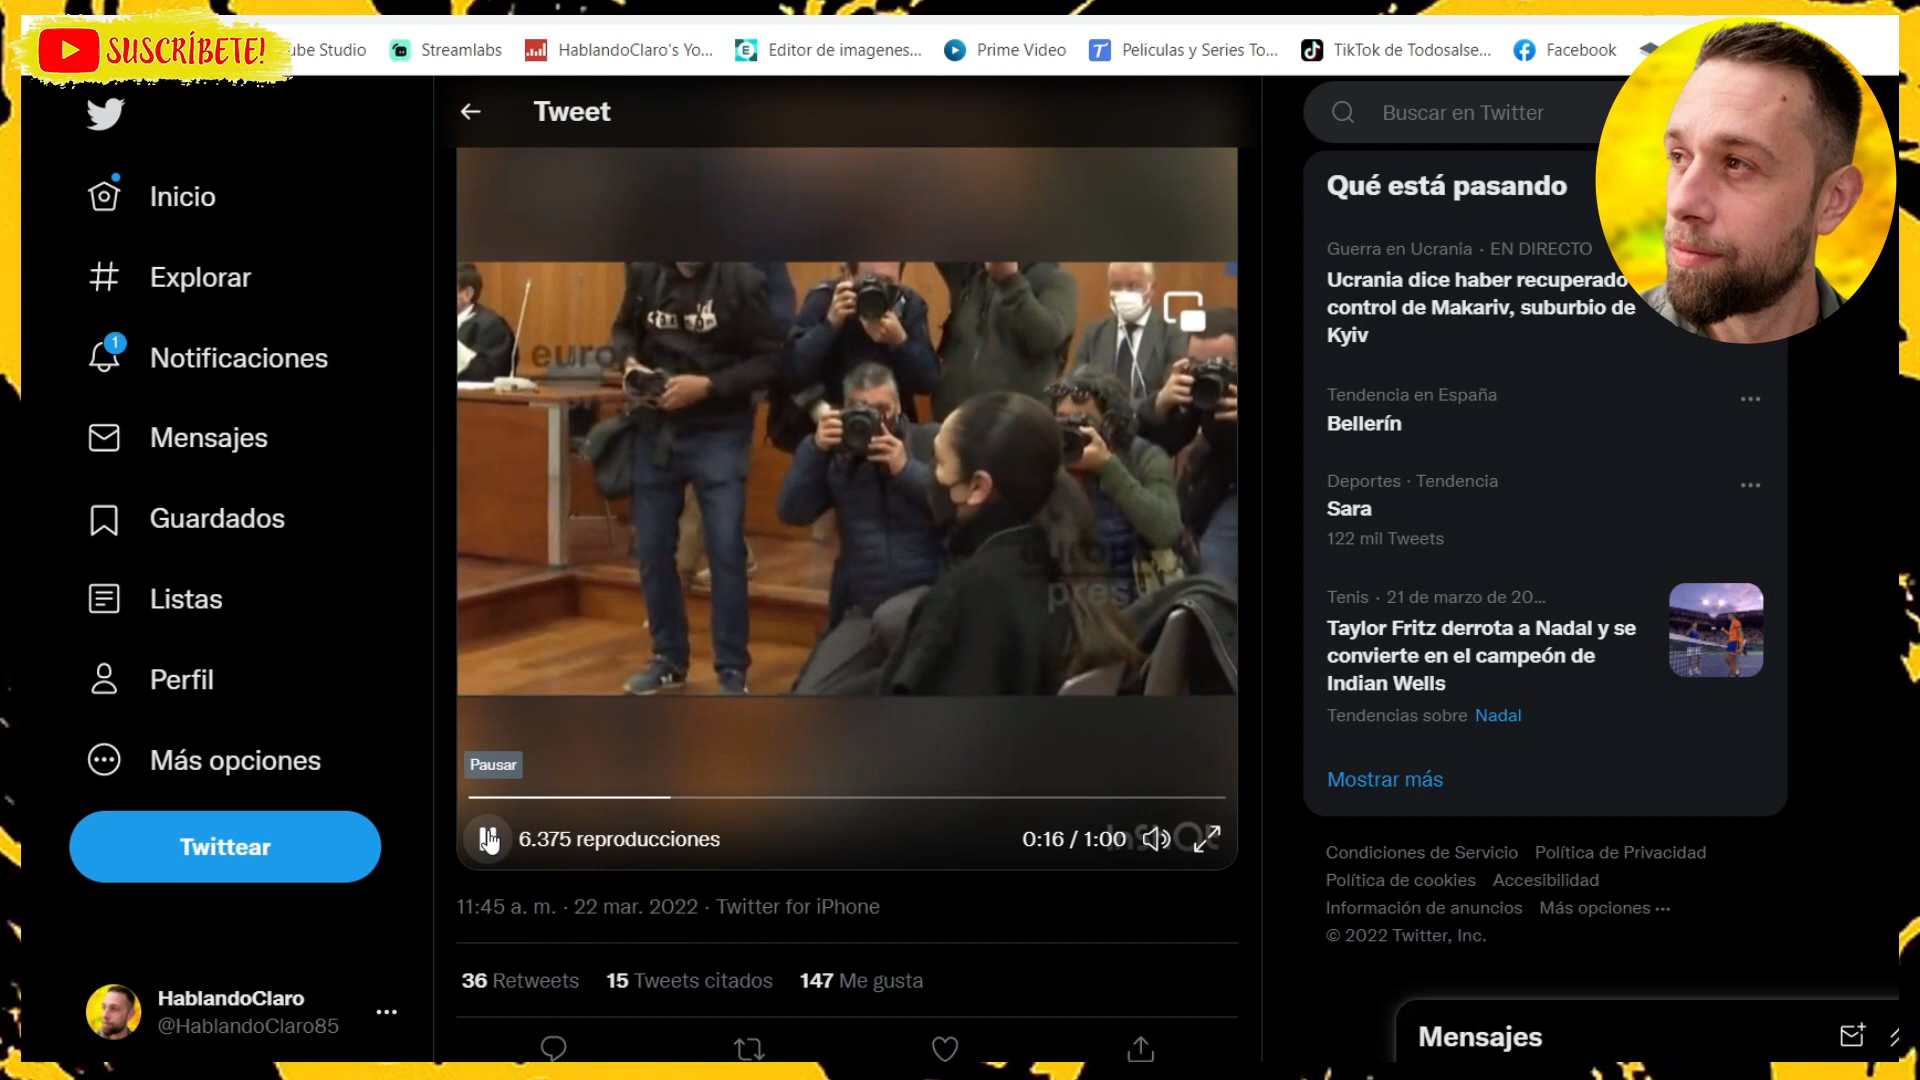 SUSCRÍBETE!
ube Studio
Streamlabs
HablandoClaro's Yo...
Editor de imagenes...
Prime Video
Peliculas y Series To...
TikTok de Todosalse...
Facebook
Tweet
Buscar en Twitter
Inicio
Explorar
1
Notificaciones
Mensajes
Guardados
Listas
Perfil
Más opciones
Twittear
HablandoClaro
@HablandoClaro85
europa
press
Pausar
6.375 reproducciones
0:16 / 1:00
InSHOT
11:45 a. m. · 22 mar. 2022 · Twitter for iPhone
36 Retweets 15 Tweets citados 147 Me gusta
Qué está pasando
Guerra en Ucrania · EN DIRECTO
Ucrania dice haber recuperado
control de Makariv, suburbio de
Kyiv
Tendencia en España
Bellerín
Deportes · Tendencia
Sara
122 mil Tweets
Tenis · 21 de marzo de 20...
Taylor Fritz derrota a Nadal y se
convierte en el campeón de
Indian Wells
Tendencias sobre Nadal
Mostrar más
Condiciones de Servicio Política de Privacidad
Política de cookies Accesibilidad
Información de anuncios Más opciones ···
© 2022 Twitter, Inc.
Mensajes